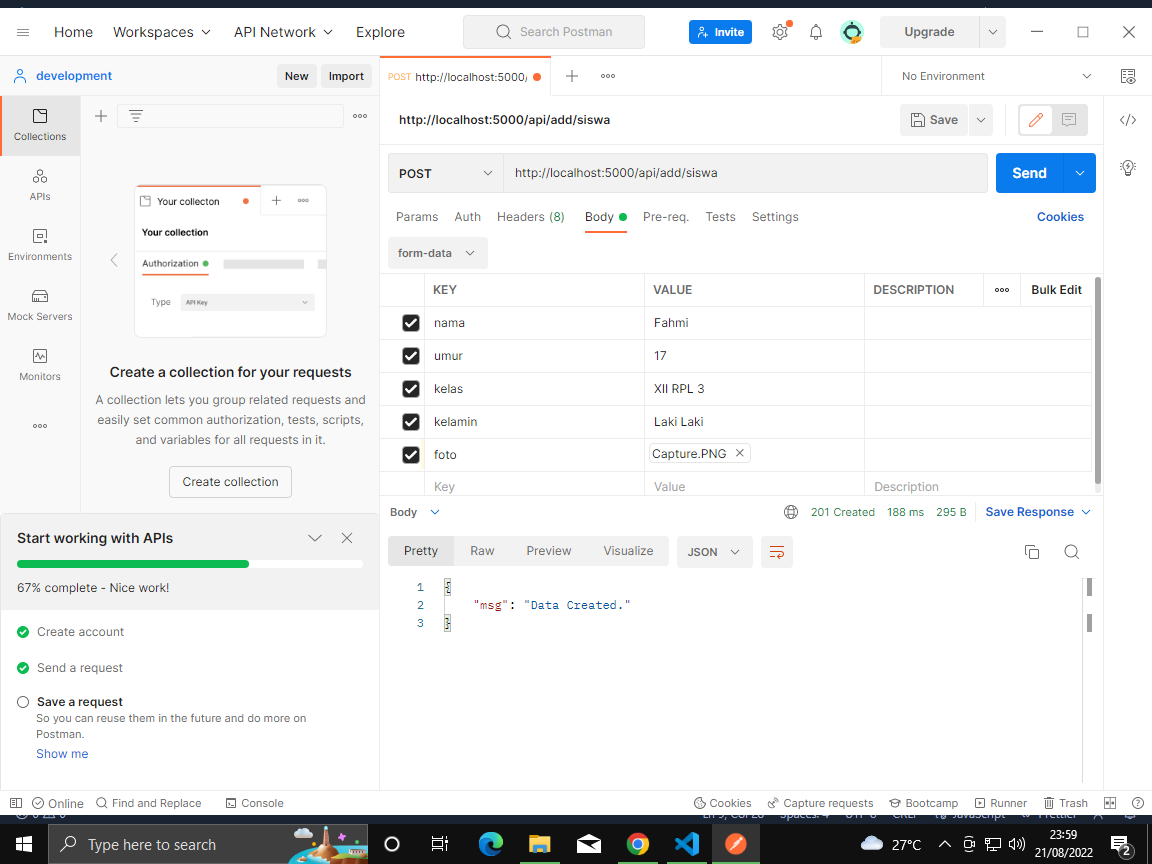 Home
Workspaces
API Network
Explore
Search Postman
Invite
Upgrade
development
New
Import
POST http://localhost:5000/
No Environment
Collections
APIs
Environments
Mock Servers
Monitors
Your collecton
Your collection
Authorization
Type
API Key
Create a collection for your requests
A collection lets you group related requests and
easily set common authorization, tests, scripts,
and variables for all requests in it.
Create collection
Start working with APIs
67% complete - Nice work!
Create account
Send a request
Save a request
So you can reuse them in the future and do more on
Postman.
Show me
http://localhost:5000/api/add/siswa
Save
POST
http://localhost:5000/api/add/siswa
Send
Params
Auth
Headers (8)
Body
Pre-req.
Tests
Settings
Cookies
form-data
KEY
VALUE
DESCRIPTION
Bulk Edit
nama
Fahmi
umur
17
kelas
XII RPL 3
kelamin
Laki Laki
foto
Capture.PNG
Key
Value
Description
Body
201 Created
188 ms
295 B
Save Response
Pretty
Raw
Preview
Visualize
JSON
1 {
2 "msg": "Data Created."
3 }
Online
Find and Replace
Console
Cookies
Capture requests
Bootcamp
Runner
Trash
Type here to search
27°C
23:59
21/08/2022
2